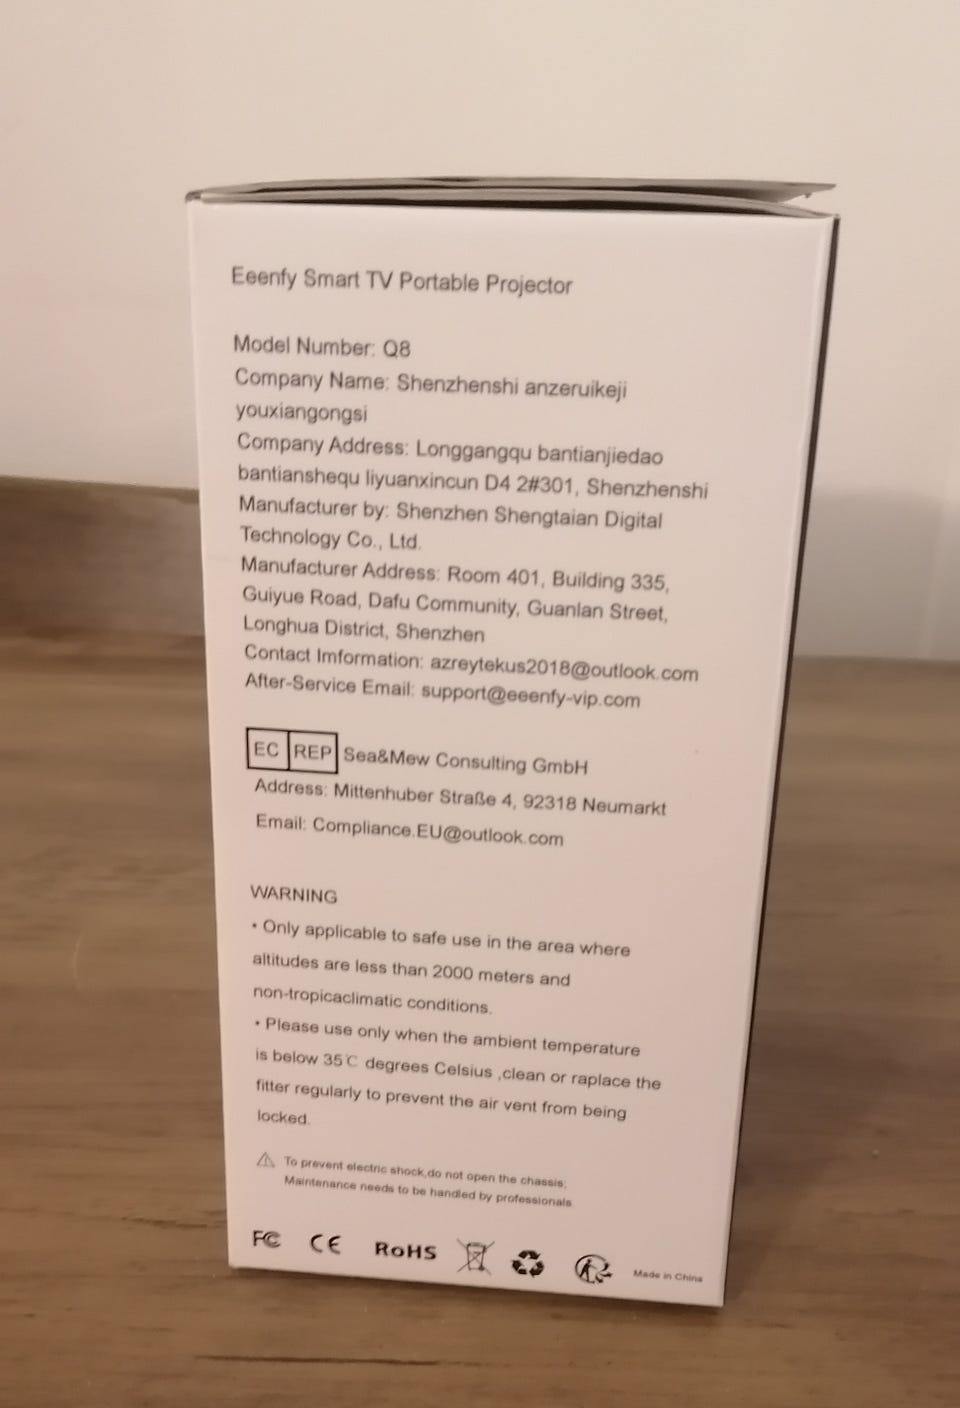 Eeenfy Smart TV Portable Projector
Model Number: Q8
Company Name: Shenzhenshi anzeruikeji
youxiangongsi
Company Address: Longgangqu bantianjiedao
bantianshequ liyuanxincun D4 2#301, Shenzhenshi
Manufacturer by: Shenzhen Shengtaian Digital
Technology Co., Ltd.
Manufacturer Address: Room 401, Building 335,
Guiyue Road, Dafu Community, Guanlan Street,
Longhua District, Shenzhen
Contact Imformation: azreytekus2018@outlook.com
After-Service Email: support@eeenfy-vip.com
EC REP Sea&Mew Consulting GmbH
Address: Mittenhuber Straße 4, 92318 Neumarkt
Email: Compliance.EU@outlook.com
WARNING
• Only applicable to safe use in the area where
altitudes are less than 2000 meters and
non-tropicaclimatic conditions.
• Please use only when the ambient temperature
is below 35℃ degrees Celsius ,clean or raplace the
fitter regularly to prevent the air vent from being
locked.
To prevent electric shock,do not open the chassis;
Maintenance needs to be handled by professionals
FC CE RoHS Made in China